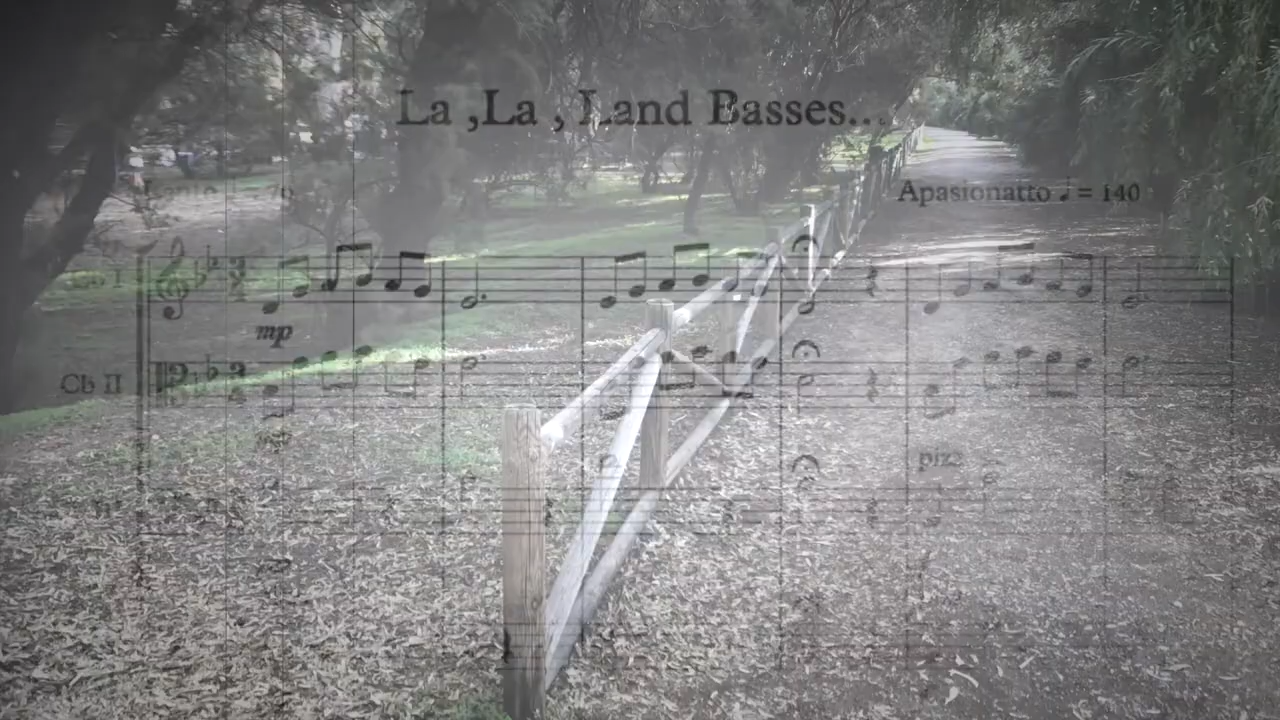 La ,La , Land Basses...
Apasionatto ♩ = 140
mp
Cb II
pizz